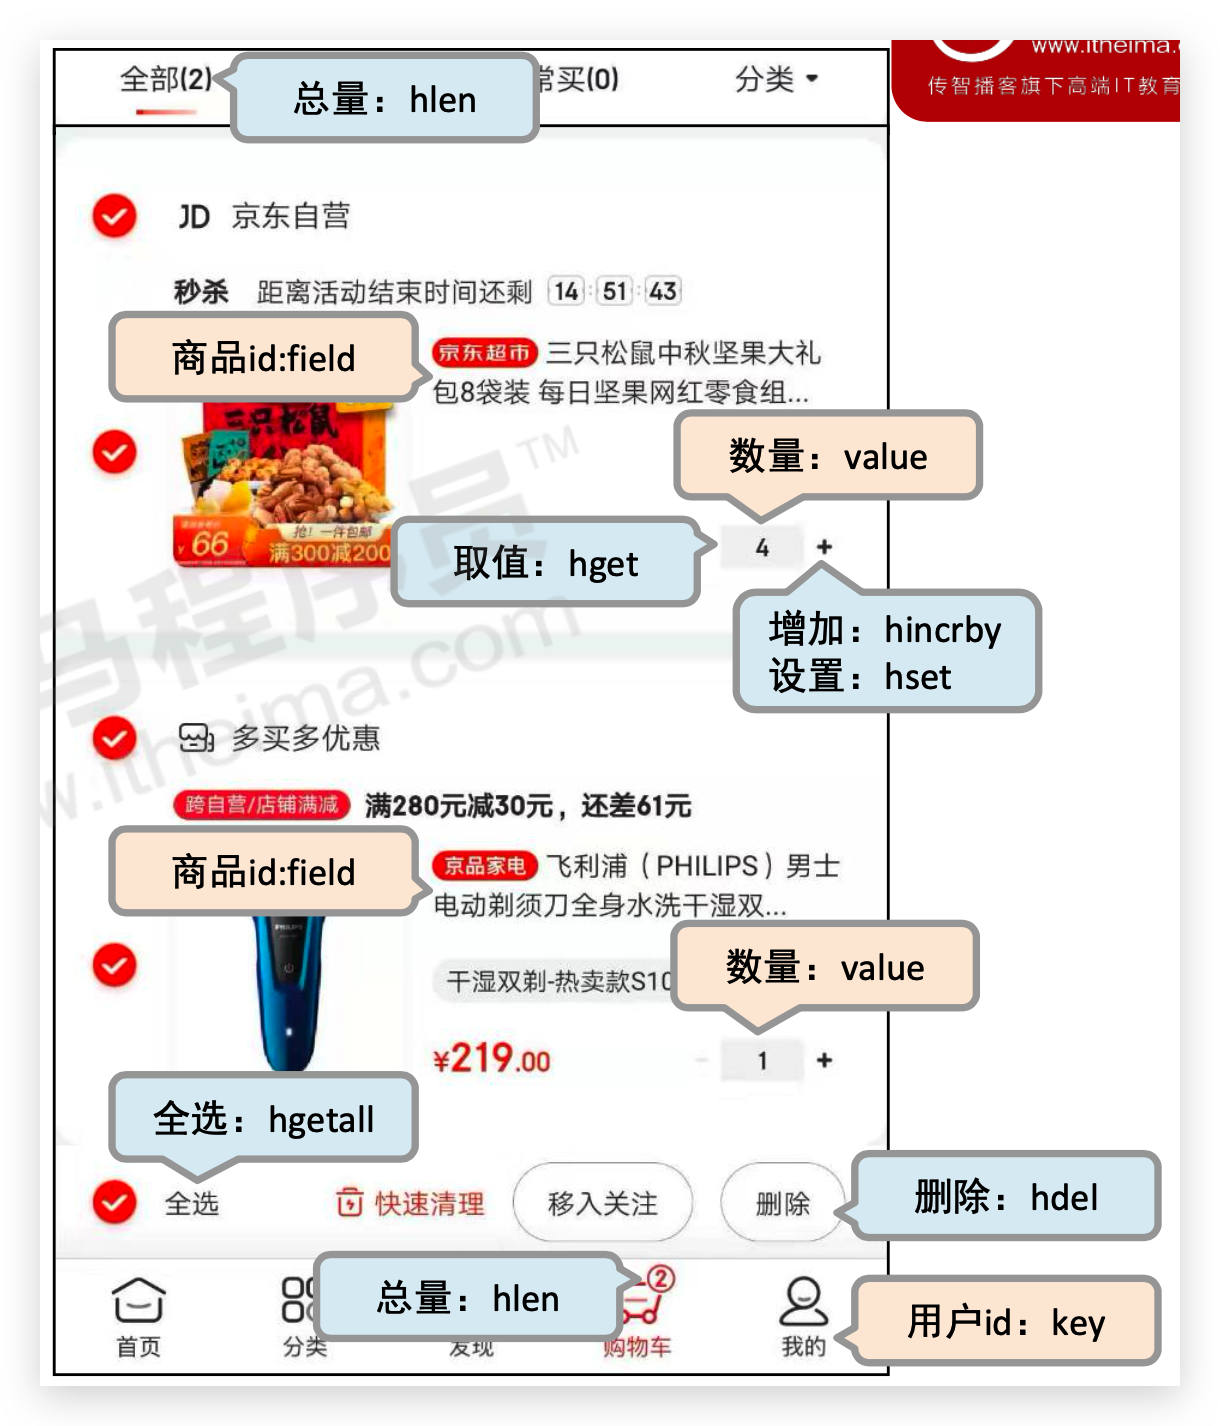 全部(2)
总量：hlen
常买(0)
分类
www.itheima.
传智播客旗下高端IT教育
JD 京东自营
秒杀 距离活动结束时间还剩 14:51:43
商品id:field
京东超市 三只松鼠中秋坚果大礼
包8袋装 每日坚果网红零食组...
三只松鼠
数量：value
¥66
抢！一件包邮
满300减200
取值：hget
4 +
增加：hincrby
设置：hset
马程序员™
w.itheima.com
多买多优惠
跨自营/店铺满减 满280元减30元，还差61元
商品id:field
京品家电 飞利浦（PHILIPS）男士
电动剃须刀全身水洗干湿双...
PHILIPS
数量：value
干湿双剃-热卖款S10
¥219.00
- 1 +
全选：hgetall
全选
快速清理
移入关注
删除
删除：hdel
总量：hlen
2
用户id：key
首页
分类
发现
购物车
我的